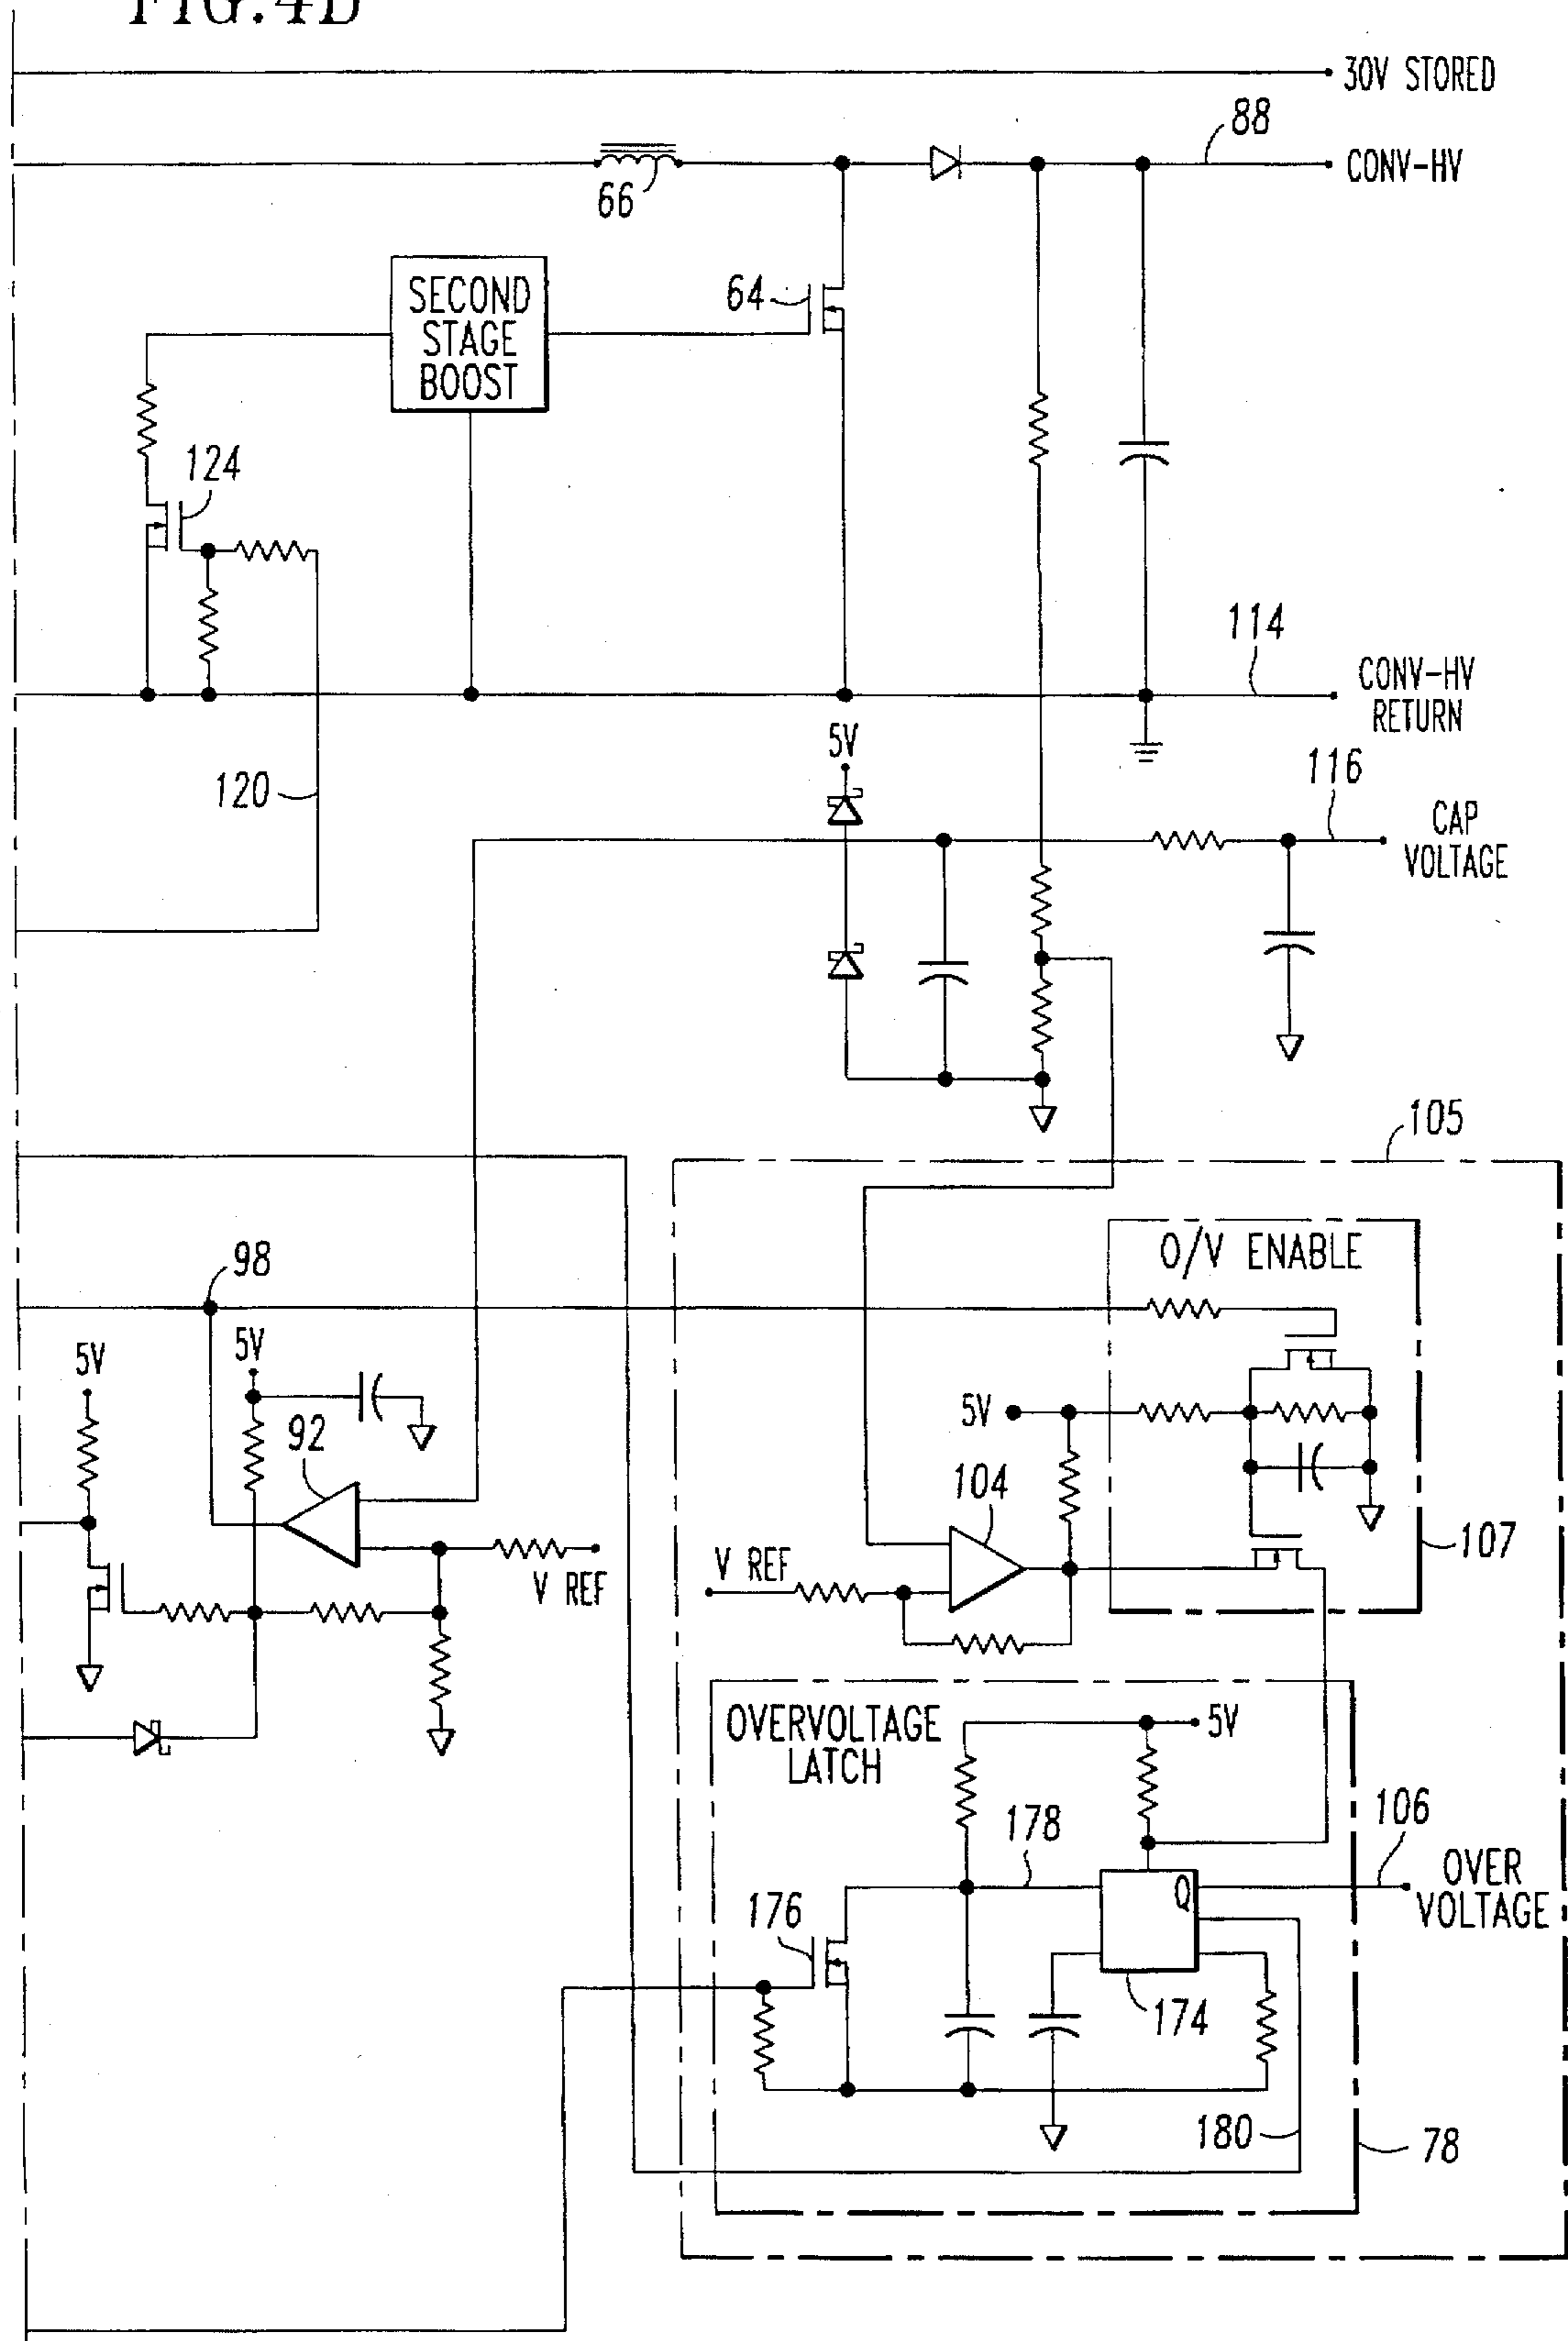 FIG.4B
30V STORED
88
CONV-HV
66
SECOND
STAGE
BOOST
64
124
114
CONV-HV
RETURN
5V
120
116
CAP
VOLTAGE
105
98
O/V ENABLE
5V
5V
92
5V
104
V REF
V REF
107
OVERVOLTAGE
LATCH
5V
178
106
Q
OVER
VOLTAGE
176
174
180
78